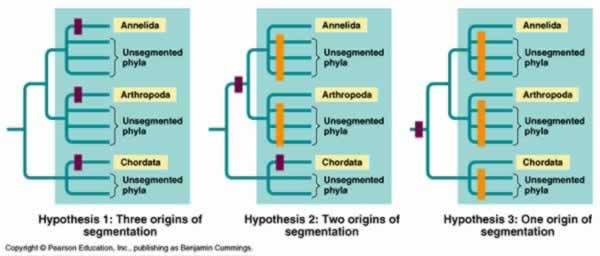 Annelida
Unsegmented
phyla
Arthropoda
Unsegmented
phyla
Chordata
Unsegmented
phyla
Hypothesis 1: Three origins of
segmentation
Annelida
Unsegmented
phyla
Arthropoda
Unsegmented
phyla
Chordata
Unsegmented
phyla
Hypothesis 2: Two origins of
segmentation
Annelida
Unsegmented
phyla
Arthropoda
Unsegmented
phyla
Chordata
Unsegmented
phyla
Hypothesis 3: One origin of
segmentation
Copyright © Pearson Education, Inc., publishing as Benjamin Cummings.